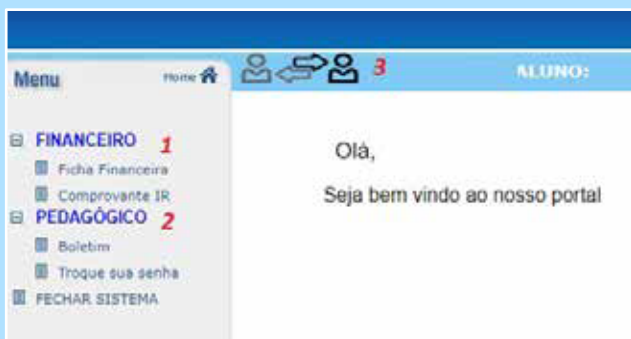 Menu Home
3 ALUNO:
FINANCEIRO 1
Ficha Financeira
Comprovante IR
PEDAGÓGICO 2
Boletim
Troque sua senha
FECHAR SISTEMA
Olá,
Seja bem vindo ao nosso portal